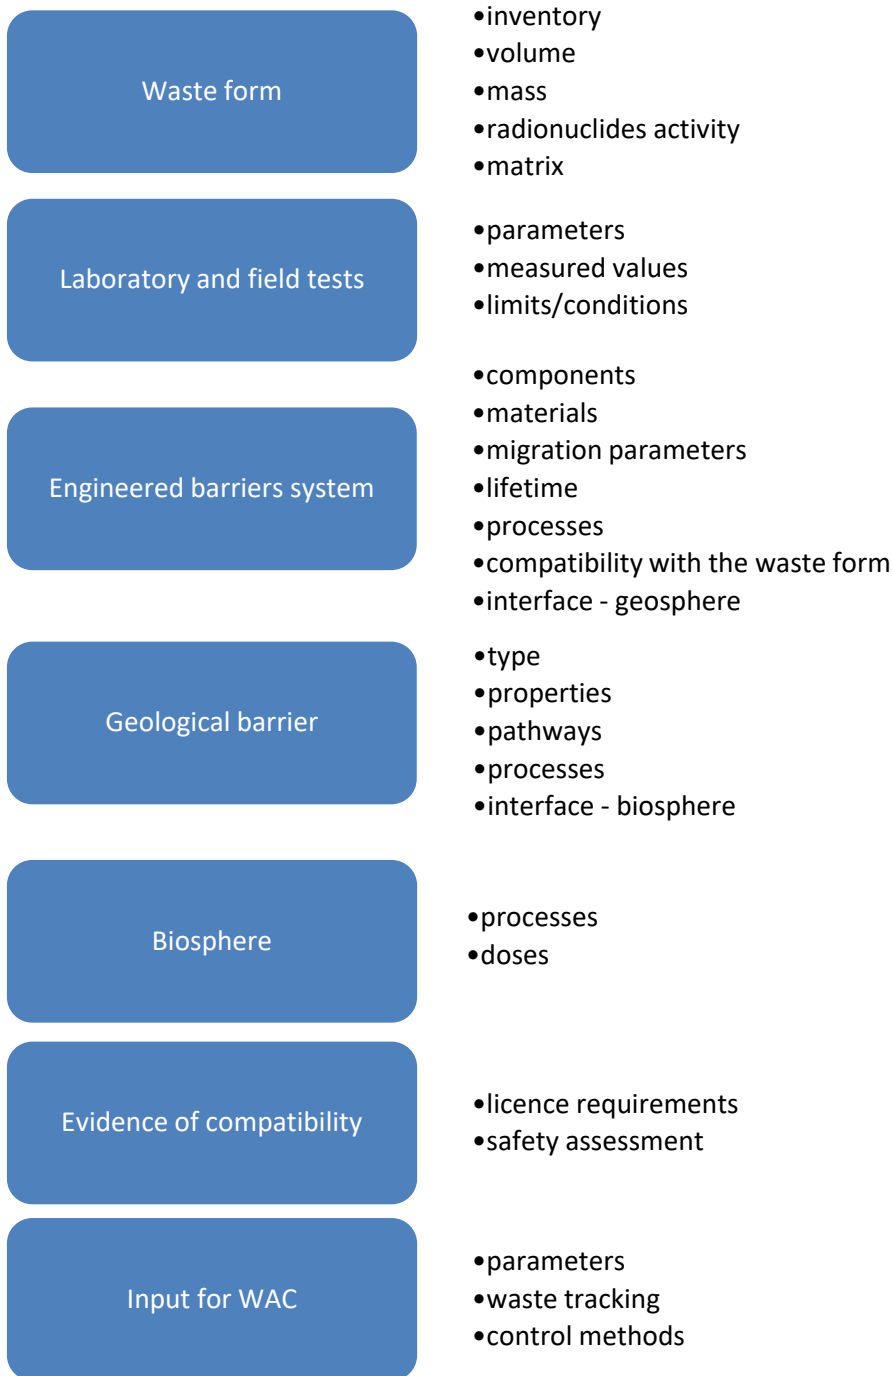 Waste form
•inventory
•volume
•mass
•radionuclides activity
•matrix
Laboratory and field tests
•parameters
•measured values
•limits/conditions
Engineered barriers system
•components
•materials
•migration parameters
•lifetime
•processes
•compatibility with the waste form
•interface - geosphere
Geological barrier
•type
•properties
•pathways
•processes
•interface - biosphere
Biosphere
•processes
•doses
Evidence of compatibility
•licence requirements
•safety assessment
Input for WAC
•parameters
•waste tracking
•control methods